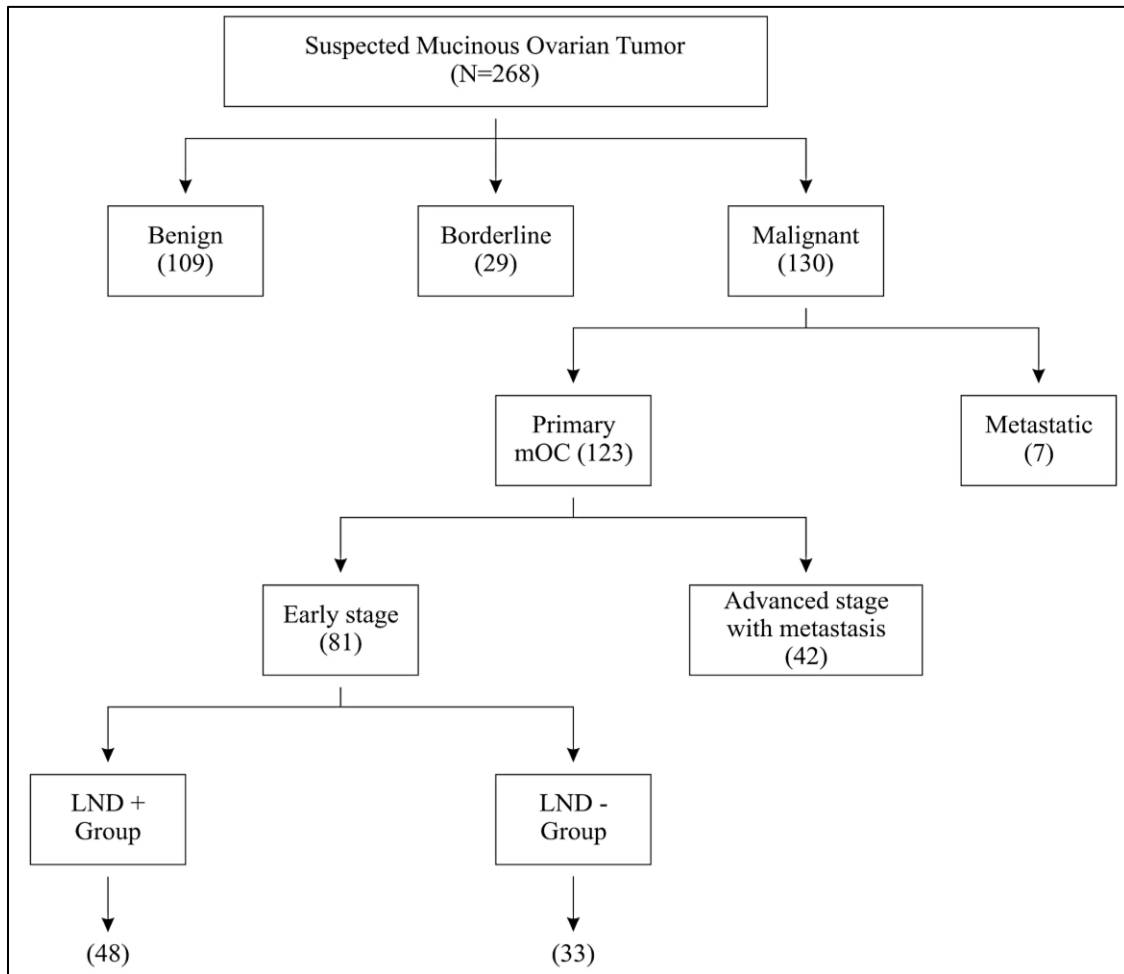 Suspected Mucinous Ovarian Tumor
(N=268)
Benign
(109)
Borderline
(29)
Malignant
(130)
Primary
mOC (123)
Metastatic
(7)
Early stage
(81)
Advanced stage
with metastasis
(42)
LND +
Group
LND -
Group
(48)
(33)